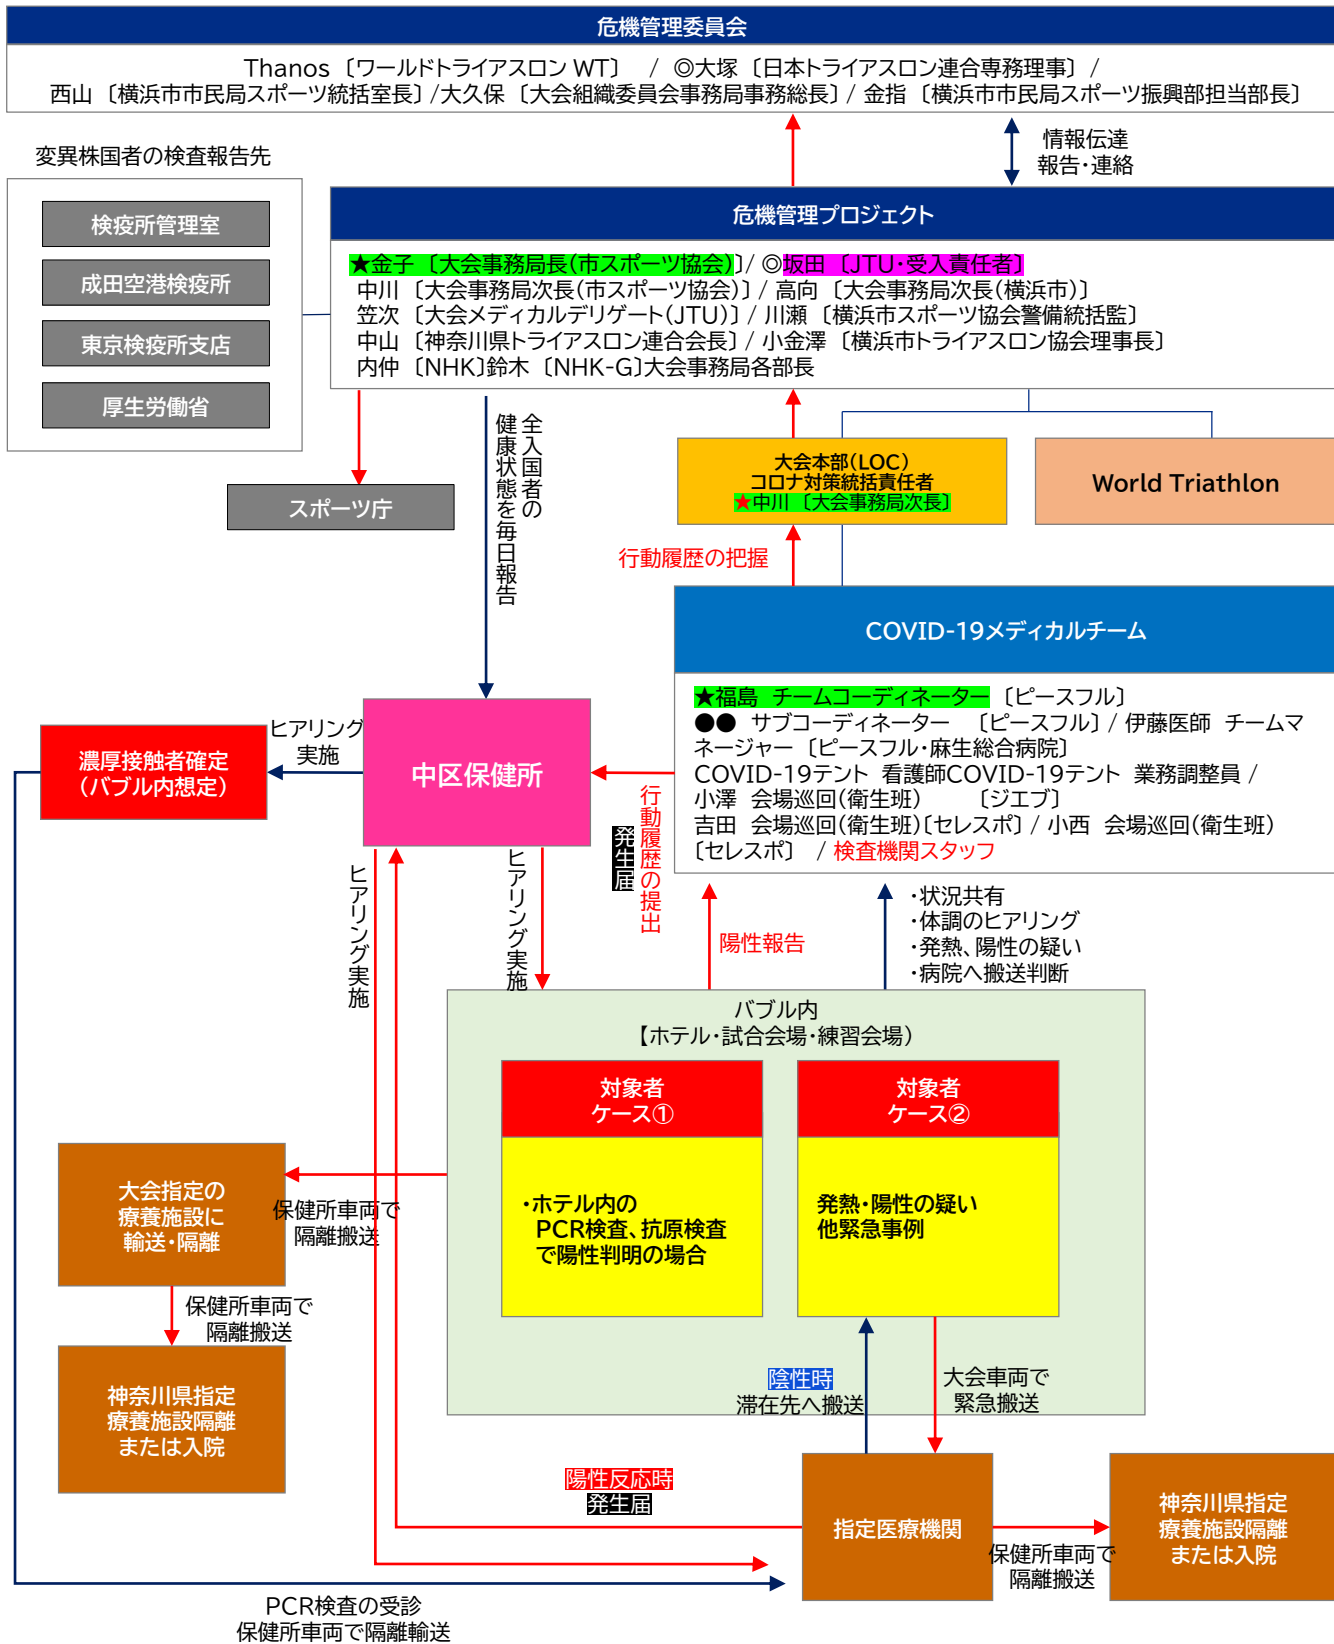 危機管理委員会
Thanos〔ワールドトライアスロン WT〕 / ◎大塚〔日本トライアスロン連合専務理事〕 /
西山〔横浜市市民局スポーツ統括室長〕/大久保〔大会組織委員会事務局事務総長〕/ 金指〔横浜市市民局スポーツ振興部担当部長〕
情報伝達
報告・連絡
変異株国者の検査報告先
検疫所管理室
成田空港検疫所
東京検疫所支店
厚生労働省
危機管理プロジェクト
★金子〔大会事務局長(市スポーツ協会)〕/ ◎坂田〔JTU・受入責任者〕
中川〔大会事務局次長(市スポーツ協会)〕/ 高向〔大会事務局次長(横浜市)〕
笠次〔大会メディカルデリゲート(JTU)〕/ 川瀬〔横浜市スポーツ協会警備統括監〕
中山〔神奈川県トライアスロン連合会長〕/ 小金澤〔横浜市トライアスロン協会理事長〕
内仲〔NHK〕鈴木〔NHK-G〕大会事務局各部長
スポーツ庁
全入国者の
健康状態を毎日報告
大会本部(LOC)
コロナ対策統括責任者
★中川〔大会事務局次長〕
World Triathlon
行動履歴の把握
COVID-19メディカルチーム
★福島 チームコーディネーター〔ピースフル〕
●● サブコーディネーター 〔ピースフル〕/ 伊藤医師 チームマ
ネージャー〔ピースフル・麻生総合病院〕
COVID-19テント 看護師COVID-19テント 業務調整員 /
小澤 会場巡回(衛生班) 〔ジエブ〕
吉田 会場巡回(衛生班)〔セレスポ〕/ 小西 会場巡回(衛生班)
〔セレスポ〕 / 検査機関スタッフ
濃厚接触者確定
(バブル内想定)
ヒアリング
実施
中区保健所
行動履歴の提出
発生届
ヒアリング実施
ヒアリング実施
陽性報告
・状況共有
・体調のヒアリング
・発熱、陽性の疑い
・病院へ搬送判断
バブル内
【ホテル・試合会場・練習会場）
対象者
ケース①
・ホテル内の
PCR検査、抗原検査
で陽性判明の場合
対象者
ケース②
発熱・陽性の疑い
他緊急事例
大会指定の
療養施設に
輸送・隔離
保健所車両で
隔離搬送
保健所車両で
隔離搬送
神奈川県指定
療養施設隔離
または入院
陰性時
滞在先へ搬送
大会車両で
緊急搬送
陽性反応時
発生届
指定医療機関
保健所車両で
隔離搬送
神奈川県指定
療養施設隔離
または入院
PCR検査の受診
保健所車両で隔離輸送